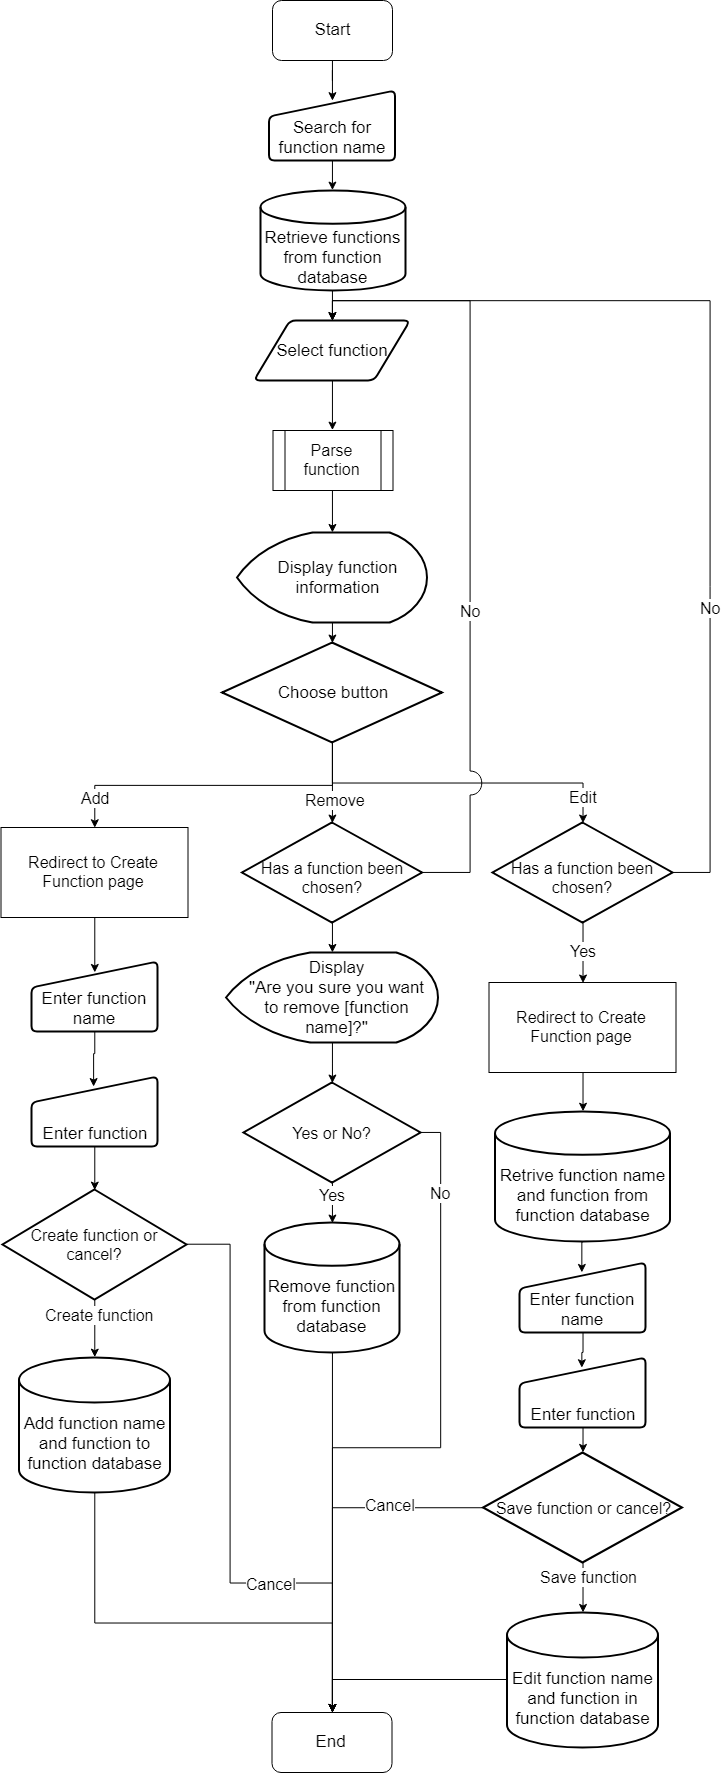 Start
Search for
function name
Retrieve functions
from function
database
Select function
Parse
function
Display function
information
No
No
Choose button
Add
Remove
Edit
Redirect to Create
Function page
Has a function been
chosen?
Has a function been
chosen?
Yes
Display
"Are you sure you want
to remove [function
name]?"
Enter function
name
Redirect to Create
Function page
Enter function
Yes or No?
Yes
No
Retrive function name
and function from
function database
Create function or
cancel?
Create function
Remove function
from function
database
Enter function
name
Enter function
Add function name
and function to
function database
Cancel
Save function or cancel?
Save function
Cancel
Edit function name
and function in
function database
End